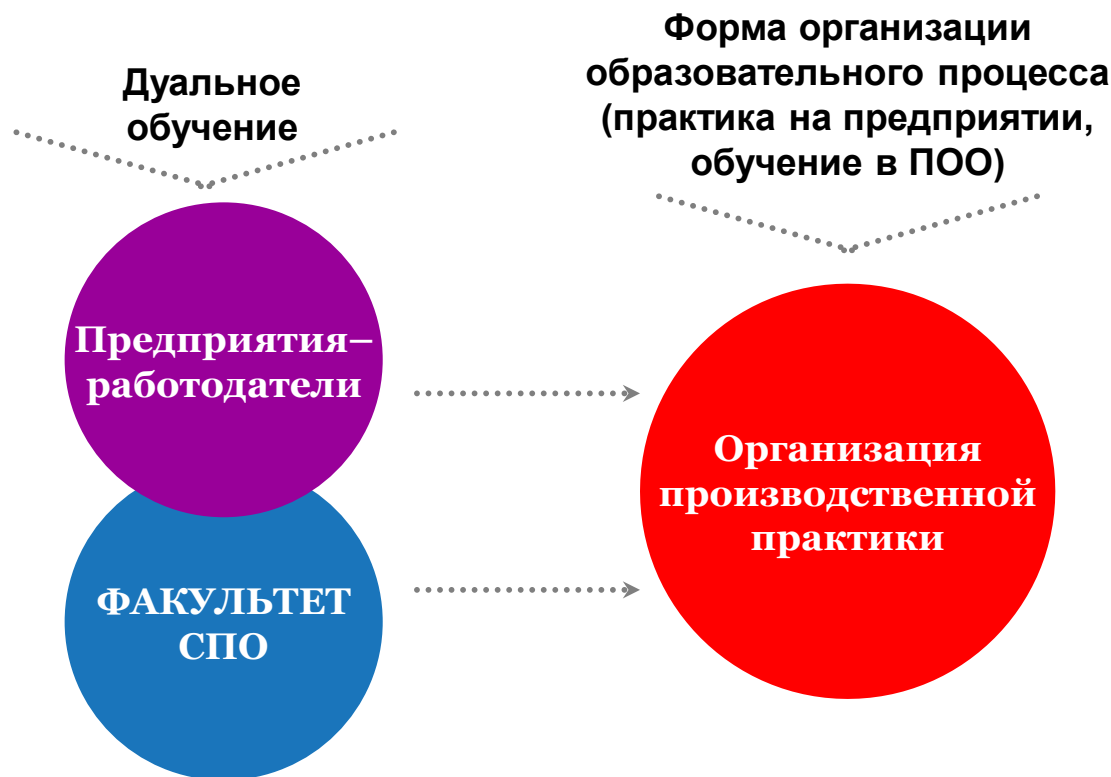 Дуальное
обучение
Форма организации
образовательного процесса
(практика на предприятии,
обучение в ПОО)
Предприятия–
работодатели
ФАКУЛЬТЕТ
СПО
Организация
производственной
практики